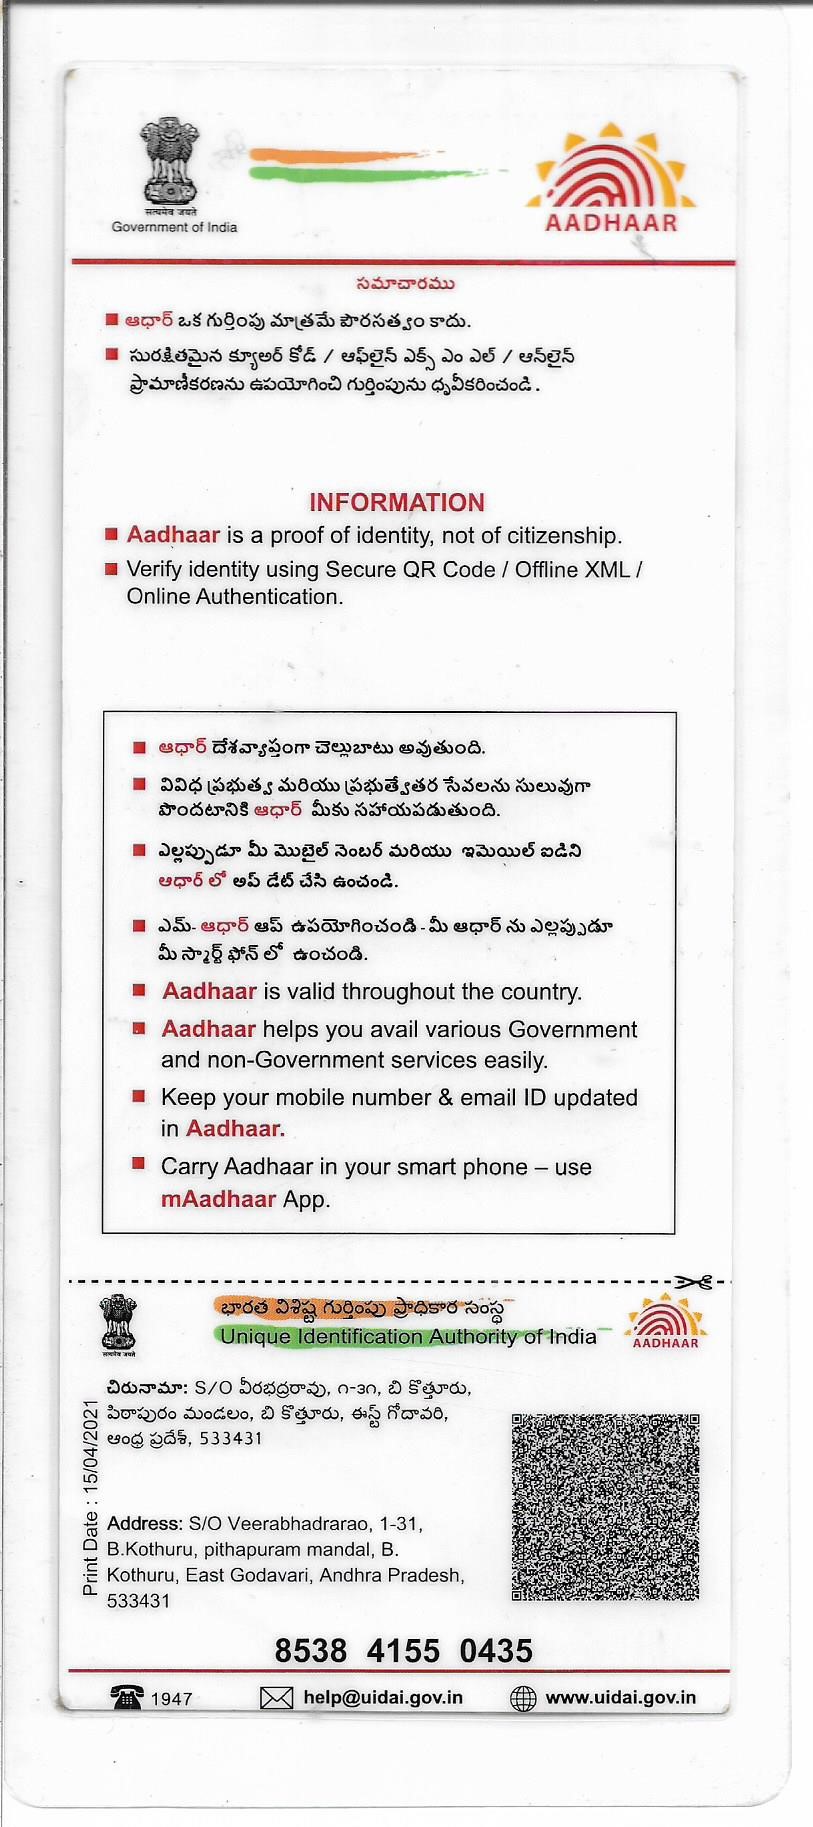 सत्यमेव जयते
Government of India
AADHAAR
సమాచారము
ఆధార్ ఒక గుర్తింపు మాత్రమే పౌరసత్వం కాదు.
సురక్షితమైన క్యూఅర్ కోడ్ / ఆఫ్‌లైన్ ఎక్స్ ఎం ఎల్ / ఆన్‌లైన్
ప్రామాణీకరణను ఉపయోగించి గుర్తింపును ధృవీకరించండి.
INFORMATION
Aadhaar is a proof of identity, not of citizenship.
Verify identity using Secure QR Code / Offline XML /
Online Authentication.
ఆధార్ దేశవ్యాప్తంగా చెల్లుబాటు అవుతుంది.
వివిధ ప్రభుత్వ మరియు ప్రభుత్వేతర సేవలను సులువుగా
పొందటానికి ఆధార్ మీకు సహాయపడుతుంది.
ఎల్లప్పుడూ మీ మొబైల్ నెంబర్ మరియు ఇమెయిల్ ఐడిని
ఆధార్ లో అప్ డేట్ చేసి ఉంచండి.
ఎమ్- ఆధార్ ఆప్ ఉపయోగించండి - మీ ఆధార్ ను ఎల్లప్పుడూ
మీ స్మార్ట్ ఫోన్ లో ఉంచండి.
Aadhaar is valid throughout the country.
Aadhaar helps you avail various Government
and non-Government services easily.
Keep your mobile number & email ID updated
in Aadhaar.
Carry Aadhaar in your smart phone – use
mAadhaar App.
భారత విశిష్ట గుర్తింపు ప్రాధికార సంస్థ
Unique Identification Authority of India
सत्यमेव जयते
AADHAAR
చిరునామా: S/O వీరభద్రరావు, ౧-౩౧, బి కొత్తూరు,
పిఠాపురం మండలం, బి కొత్తూరు, ఈస్ట్ గోదావరి,
ఆంధ్ర ప్రదేశ్, 533431
Print Date : 15/04/2021
Address: S/O Veerabhadrarao, 1-31,
B.Kothuru, pithapuram mandal, B.
Kothuru, East Godavari, Andhra Pradesh,
533431
8538 4155 0435
1947 help@uidai.gov.in www.uidai.gov.in